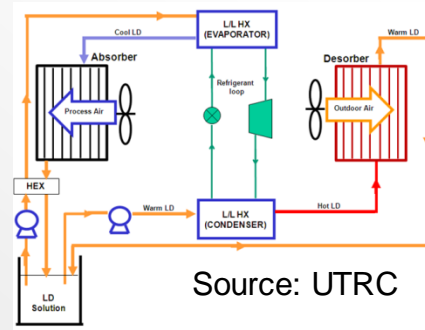 Cool LD
L/L HX
(EVAPORATOR)
Warm LD
Absorber
Desorber
Refrigerant
loop
Process Air
Outdoor Air
HEX
Warm LD
L/L HX
(CONDENSER)
Hot LD
LD
Solution
Source: UTRC